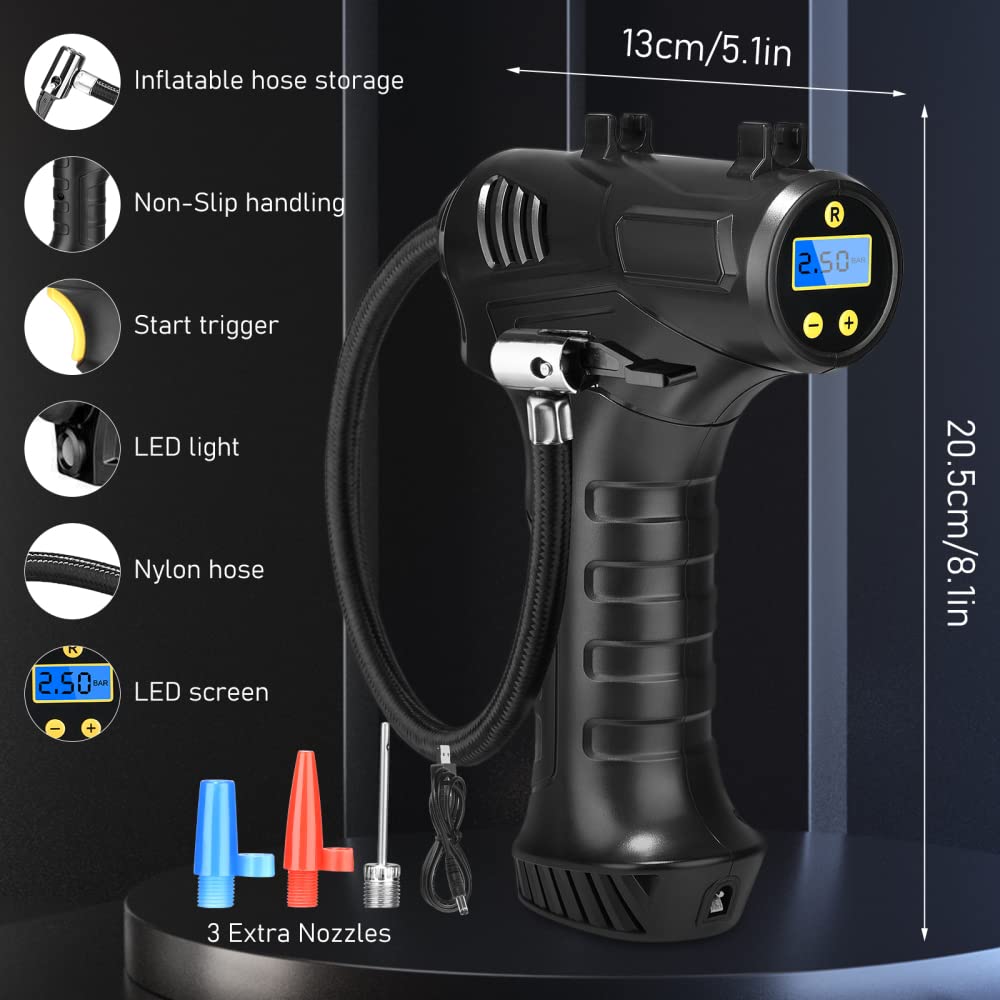 13cm/5.1in
Inflatable hose storage
Non-Slip handling
Start trigger
LED light
Nylon hose
R
2.50 BAR
LED screen
- +
R
2.50 BAR
- +
20.5cm/8.1in
3 Extra Nozzles